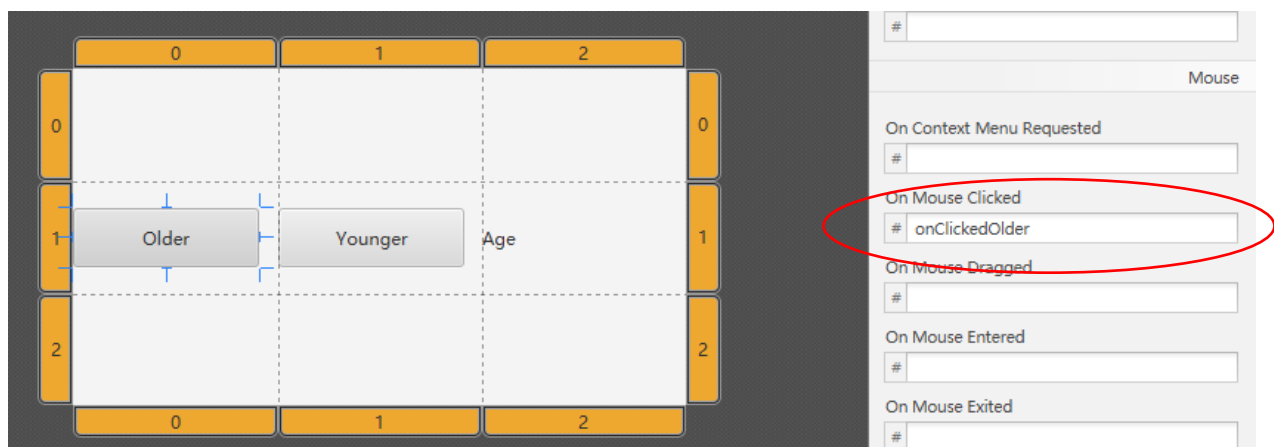 #
0 1 2
Mouse
0 0
On Context Menu Requested
#
On Mouse Clicked
1 Older Younger Age 1
# onClickedOlder
On Mouse Dragged
#
On Mouse Entered
2 2
#
On Mouse Exited
0 1 2
#